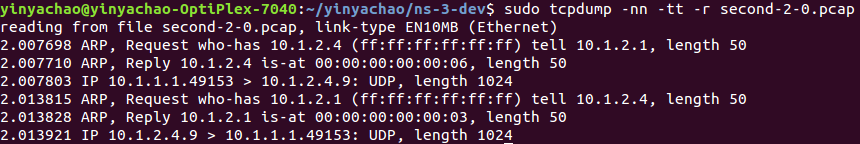 yinyachao@yinyachao-OptiPlex-7040:~/yinyachao/ns-3-dev$ sudo tcpdump -nn -tt -r second-2-0.pcap
reading from file second-2-0.pcap, link-type EN10MB (Ethernet)
2.007698 ARP, Request who-has 10.1.2.4 (ff:ff:ff:ff:ff:ff) tell 10.1.2.1, length 50
2.007710 ARP, Reply 10.1.2.4 is-at 00:00:00:00:00:06, length 50
2.007803 IP 10.1.1.1.49153 > 10.1.2.4.9: UDP, length 1024
2.013815 ARP, Request who-has 10.1.2.1 (ff:ff:ff:ff:ff:ff) tell 10.1.2.4, length 50
2.013828 ARP, Reply 10.1.2.1 is-at 00:00:00:00:00:03, length 50
2.013921 IP 10.1.2.4.9 > 10.1.1.1.49153: UDP, length 1024